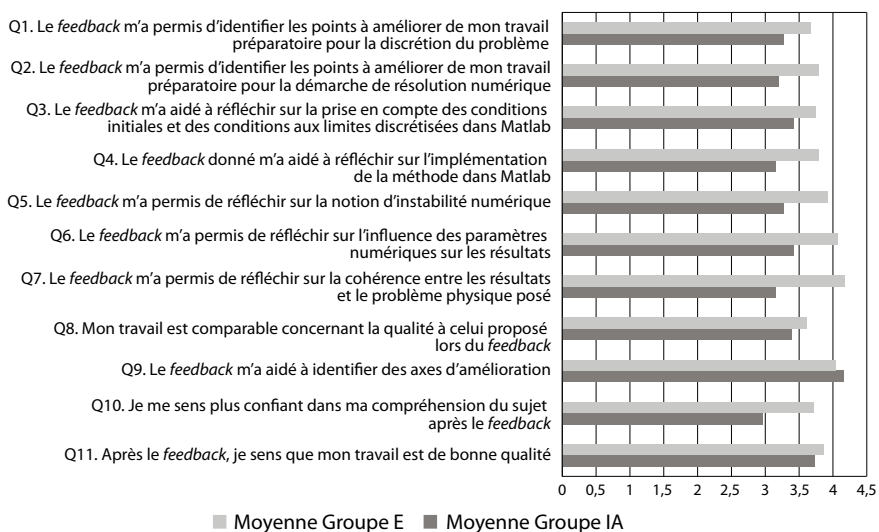 Q1. Le feedback m’a permis d’identifier les points à améliorer de mon travail
préparatoire pour la discrétion du problème
Q2. Le feedback m’a permis d’identifier les points à améliorer de mon travail
préparatoire pour la démarche de résolution numérique
Q3. Le feedback m’a aidé à réfléchir sur la prise en compte des conditions
initiales et des conditions aux limites discrétisées dans Matlab
Q4. Le feedback donné m’a aidé à réfléchir sur l’implémentation
de la méthode dans Matlab
Q5. Le feedback m’a permis de réfléchir sur la notion d’instabilité numérique
Q6. Le feedback m’a permis de réfléchir sur l’influence des paramètres
numériques sur les résultats
Q7. Le feedback m’a permis de réfléchir sur la cohérence entre les résultats
et le problème physique posé
Q8. Mon travail est comparable concernant la qualité à celui proposé
lors du feedback
Q9. Le feedback m’a aidé à identifier des axes d’amélioration
Q10. Je me sens plus confiant dans ma compréhension du sujet
après le feedback
Q11. Après le feedback, je sens que mon travail est de bonne qualité
0 0,5 1 1,5 2 2,5 3 3,5 4 4,5
Moyenne Groupe E Moyenne Groupe IA